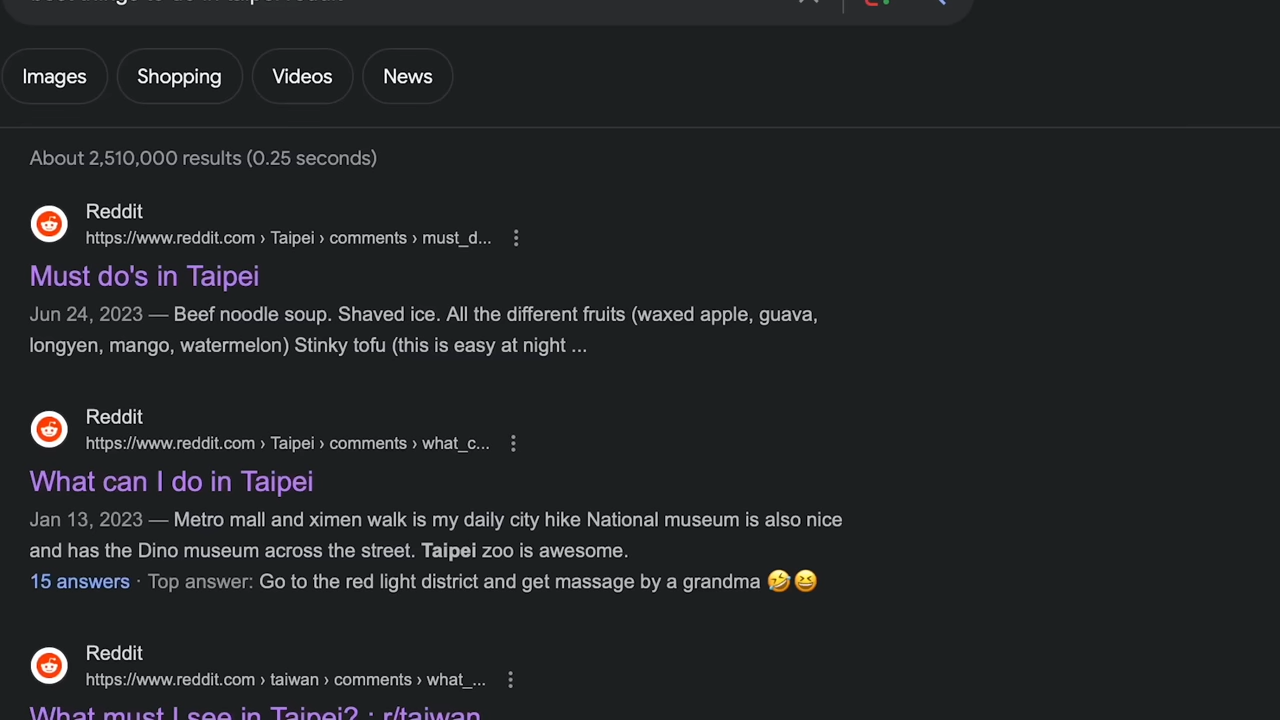 Images
Shopping
Videos
News
About 2,510,000 results (0.25 seconds)
Reddit
https://www.reddit.com › Taipei › comments › must_d...
Must do's in Taipei
Jun 24, 2023 — Beef noodle soup. Shaved ice. All the different fruits (waxed apple, guava,
longyen, mango, watermelon) Stinky tofu (this is easy at night ...
Reddit
https://www.reddit.com › Taipei › comments › what_c...
What can I do in Taipei
Jan 13, 2023 — Metro mall and ximen walk is my daily city hike National museum is also nice
and has the Dino museum across the street. Taipei zoo is awesome.
15 answers · Top answer: Go to the red light district and get massage by a grandma 🤣😆
Reddit
https://www.reddit.com › taiwan › comments › what_...
What must I see in Taipei? : r/taiwan